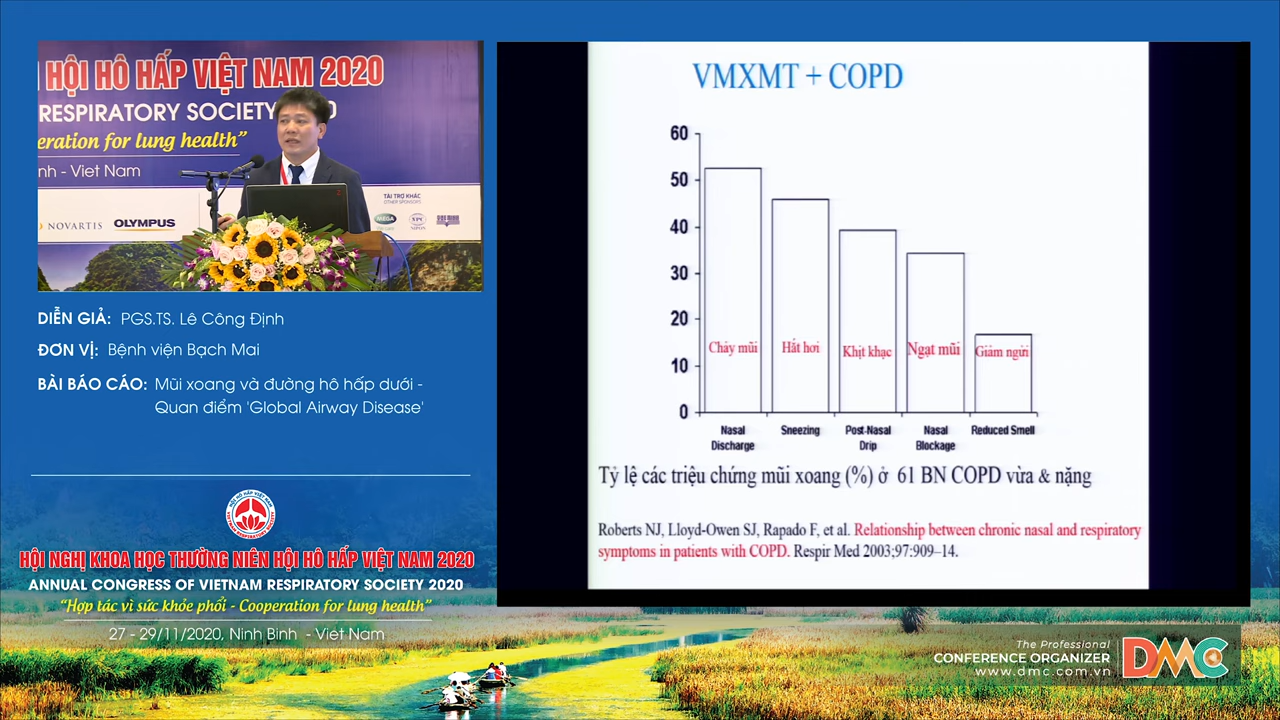 HỘI HÔ HẤP VIỆT NAM 2020
RESPIRATORY SOCIETY 2020
eration for lung health”
nh - Viet Nam
TÀI TRỢ KHÁC
OTHER SPONSORS
NOVARTIS
OLYMPUS
MEGA
DIỄN GIẢ: PGS.TS. Lê Công Định
ĐƠN VỊ: Bệnh viện Bạch Mai
BÀI BÁO CÁO: Mũi xoang và đường hô hấp dưới -
Quan điểm 'Global Airway Disease'
HỘI NGHỊ KHOA HỌC THƯỜNG NIÊN HỘI HÔ HẤP VIỆT NAM 2020
ANNUAL CONGRESS OF VIETNAM RESPIRATORY SOCIETY 2020
“Hợp tác vì sức khỏe phổi - Cooperation for lung health”
27 - 29/11/2020, Ninh Bình - Viet Nam
VMXMT + COPD
60
50
40
30
20
10
0
Chảy mũi
Hắt hơi
Khịt khạc
Ngạt mũi
Giảm ngửi
Nasal Discharge
Sneezing
Post-Nasal Drip
Nasal Blockage
Reduced Smell
Tỷ lệ các triệu chứng mũi xoang (%) ở 61 BN COPD vừa & nặng
Roberts NJ, Lloyd-Owen SJ, Rapado F, et al. Relationship between chronic nasal and respiratory
symptoms in patients with COPD. Respir Med 2003;97:909–14.
The Professional
CONFERENCE ORGANIZER
www.dmc.com.vn
DMC